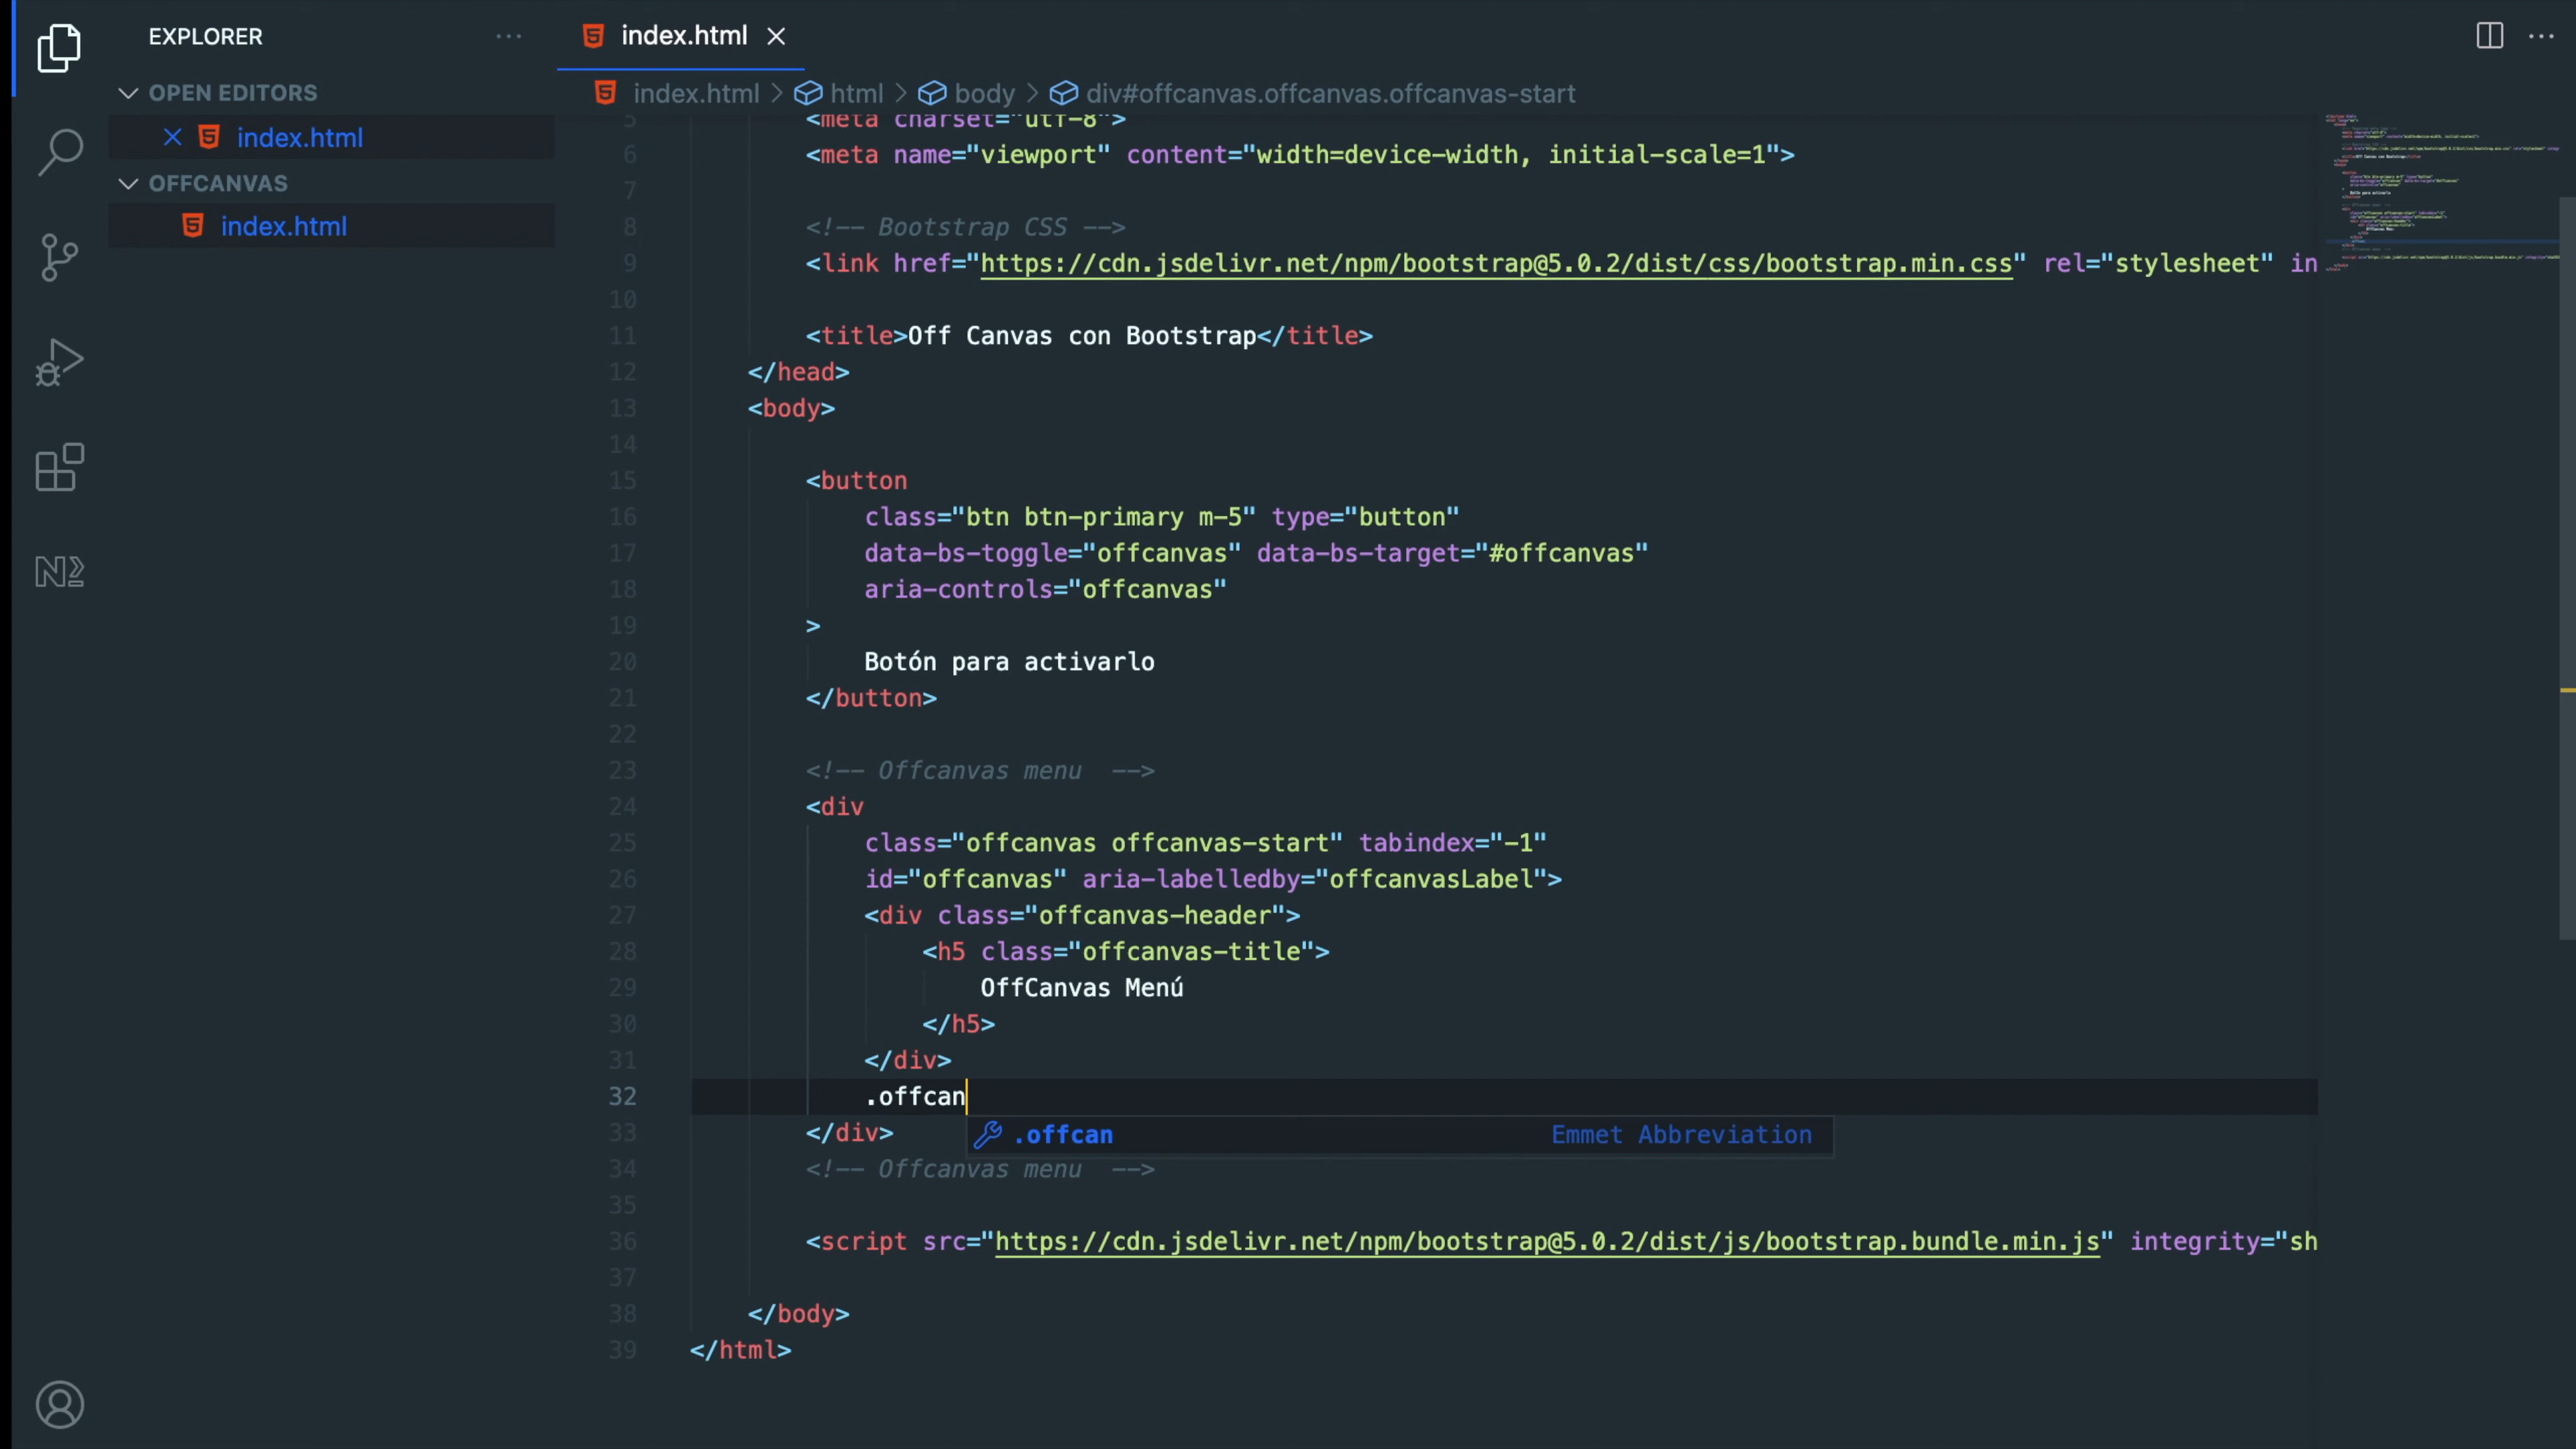 EXPLORER
OPEN EDITORS
index.html
OFFCANVAS
index.html
index.html
index.html > html > body > div#offcanvas.offcanvas.offcanvas-start
5 <meta charset="utf-8">
6 <meta name="viewport" content="width=device-width, initial-scale=1">
7
8 <!-- Bootstrap CSS -->
9 <link href="https://cdn.jsdelivr.net/npm/bootstrap@5.0.2/dist/css/bootstrap.min.css" rel="stylesheet" in
10
11 <title>Off Canvas con Bootstrap</title>
12 </head>
13 <body>
14
15 <button
16 class="btn btn-primary m-5" type="button"
17 data-bs-toggle="offcanvas" data-bs-target="#offcanvas"
18 aria-controls="offcanvas"
19 >
20 Botón para activarlo
21 </button>
22
23 <!-- Offcanvas menu  -->
24 <div
25 class="offcanvas offcanvas-start" tabindex="-1"
26 id="offcanvas" aria-labelledby="offcanvasLabel">
27 <div class="offcanvas-header">
28 <h5 class="offcanvas-title">
29 OffCanvas Menú
30 </h5>
31 </div>
32 .offcan
.offcan Emmet Abbreviation
33 </div>
34 <!-- Offcanvas menu  -->
35
36 <script src="https://cdn.jsdelivr.net/npm/bootstrap@5.0.2/dist/js/bootstrap.bundle.min.js" integrity="sh
37
38 </body>
39 </html>